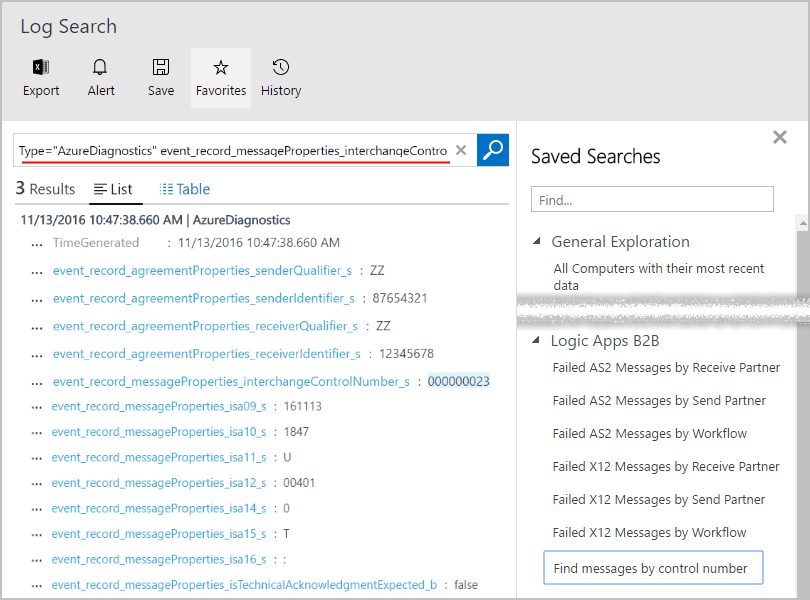 Log Search
Export
Alert
Save
Favorites
History
Type="AzureDiagnostics" event_record_messageProperties_interchangeContro
3 Results
List
Table
11/13/2016 10:47:38.660 AM | AzureDiagnostics
... TimeGenerated : 11/13/2016 10:47:38.660 AM
... event_record_agreementProperties_senderQualifier_s : ZZ
... event_record_agreementProperties_senderIdentifier_s : 87654321
... event_record_agreementProperties_receiverQualifier_s : ZZ
... event_record_agreementProperties_receiverIdentifier_s : 12345678
... event_record_messageProperties_interchangeControlNumber_s : 000000023
... event_record_messageProperties_isa09_s : 161113
... event_record_messageProperties_isa10_s : 1847
... event_record_messageProperties_isa11_s : U
... event_record_messageProperties_isa12_s : 00401
... event_record_messageProperties_isa14_s : 0
... event_record_messageProperties_isa15_s : T
... event_record_messageProperties_isa16_s : :
... event_record_messageProperties_isTechnicalAcknowledgmentExpected_b : false
Saved Searches
Find...
General Exploration
All Computers with their most recent
data
Logic Apps B2B
Failed AS2 Messages by Receive Partner
Failed AS2 Messages by Send Partner
Failed AS2 Messages by Workflow
Failed X12 Messages by Receive Partner
Failed X12 Messages by Send Partner
Failed X12 Messages by Workflow
Find messages by control number